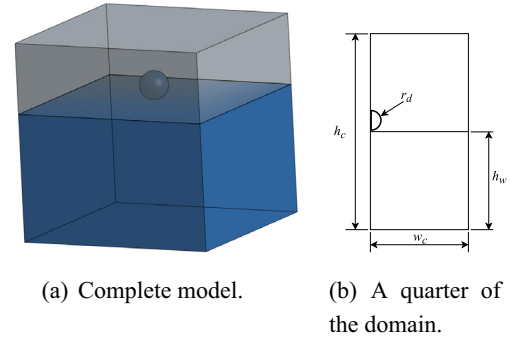 r_d
h_c
h_w
w_c
(a) Complete model.
(b) A quarter of
the domain.